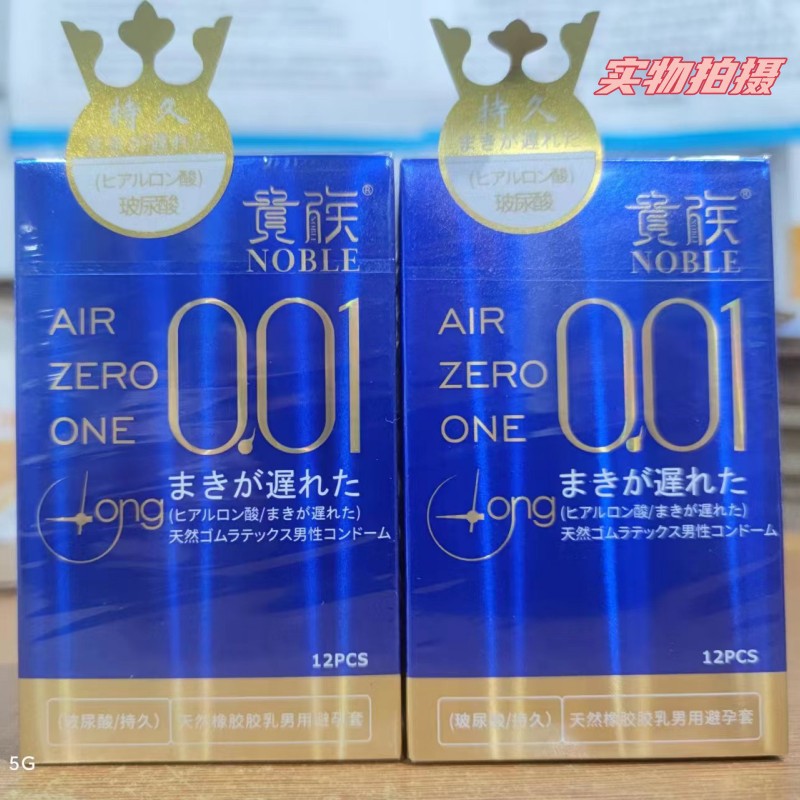 实物拍摄
持久
まきが遅れた
(ヒアルロン酸)
玻尿酸
貴族®
NOBLE
AIR
ZERO
ONE
0.01
Long
まきが遅れた
(ヒアルロン酸/まきが遅れた)
天然ゴムラテックス男性コンドーム
12PCS
(玻尿酸/持久)
天然橡胶胶乳男用避孕套
持久
まきが遅れた
(ヒアルロン酸)
玻尿酸
貴族®
NOBLE
AIR
ZERO
ONE
0.01
Long
まきが遅れた
(ヒアルロン酸/まきが遅れた)
天然ゴムラテックス男性コンドーム
12PCS
(玻尿酸/持久)
天然橡胶胶乳男用避孕套
5G